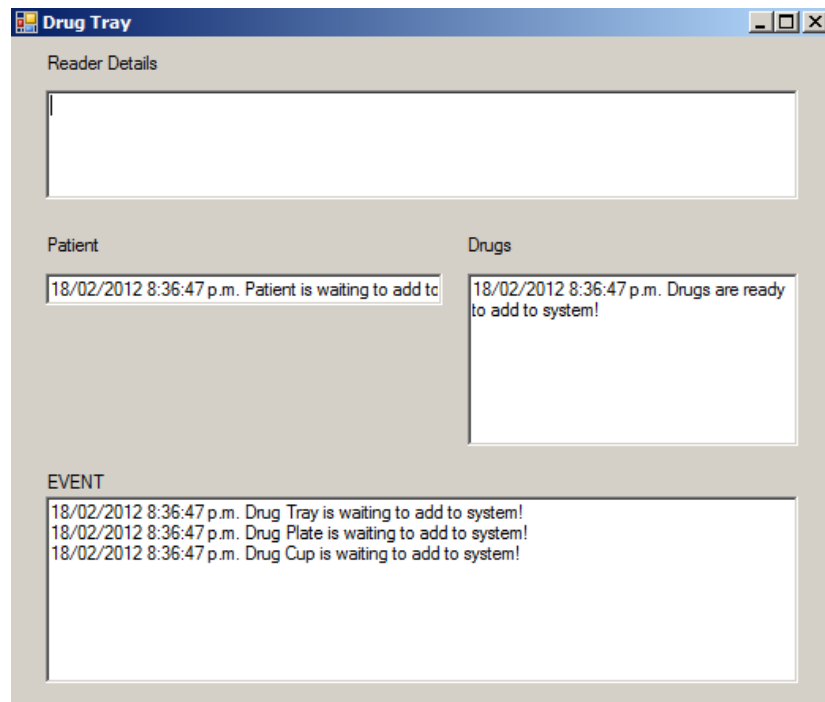 Drug Tray
Reader Details
Patient
Drugs
18/02/2012 8:36:47 p.m. Patient is waiting to add to
18/02/2012 8:36:47 p.m. Drugs are ready
to add to system!
EVENT
18/02/2012 8:36:47 p.m. Drug Tray is waiting to add to system!
18/02/2012 8:36:47 p.m. Drug Plate is waiting to add to system!
18/02/2012 8:36:47 p.m. Drug Cup is waiting to add to system!